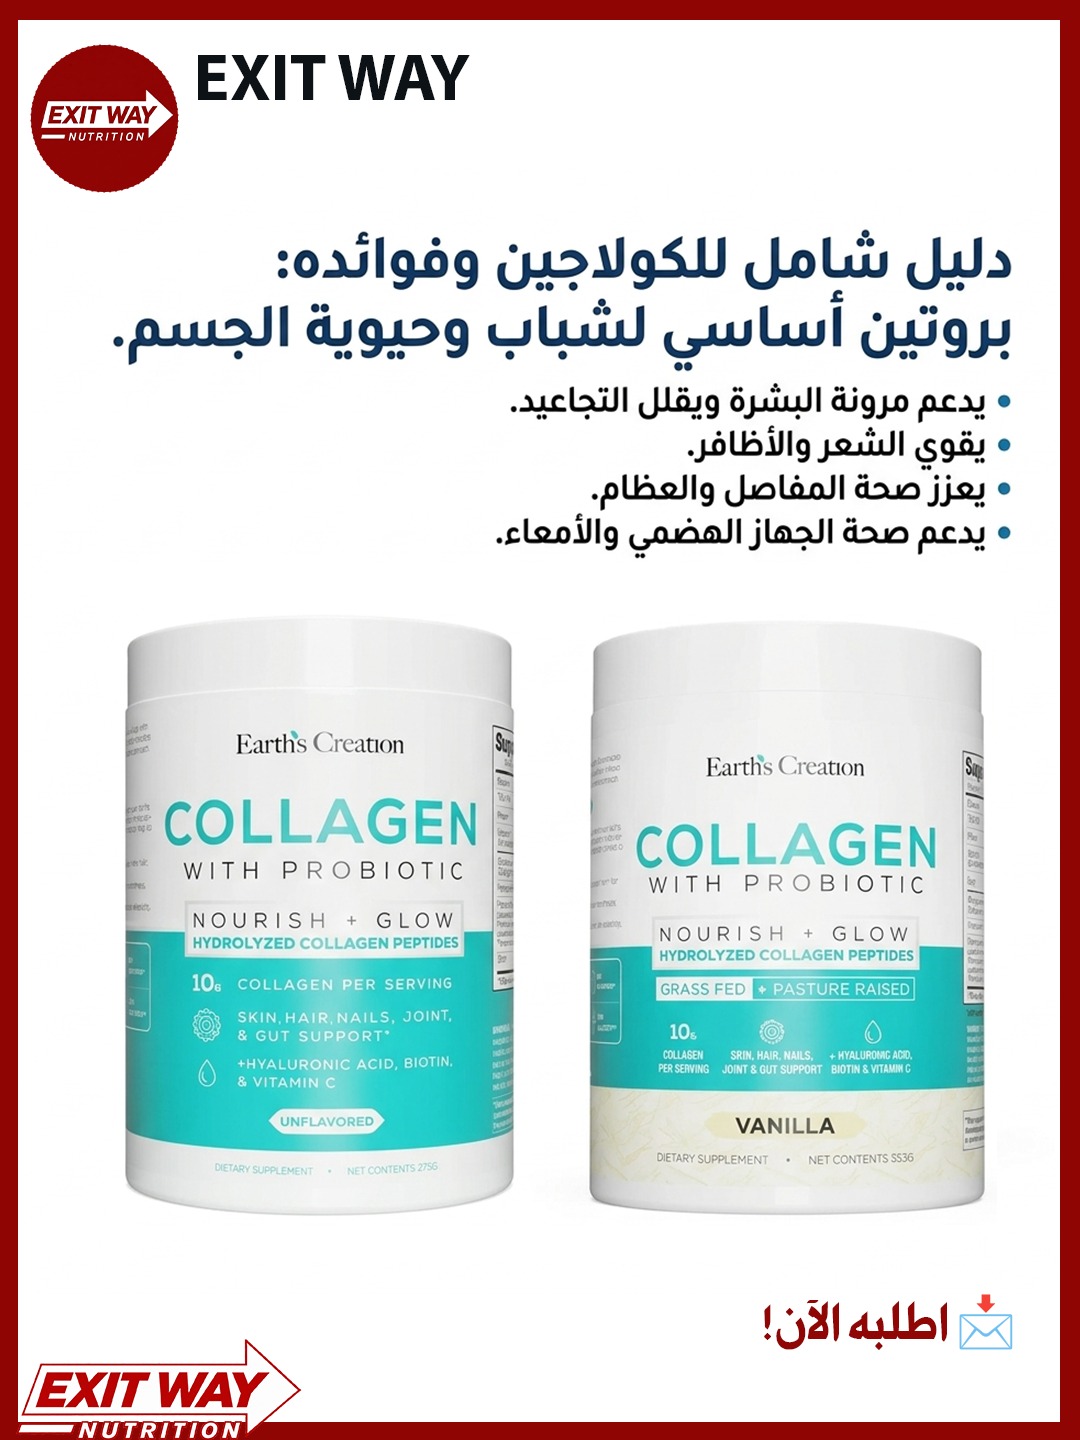 EXIT WAY
NUTRITION
EXIT WAY
دليل شامل للكولاجين وفوائده:
بروتين أساسي لشباب وحيوية الجسم.
• يدعم مرونة البشرة ويقلل التجاعيد.
• يقوي الشعر والأظافر.
• يعزز صحة المفاصل والعظام.
• يدعم صحة الجهاز الهضمي والأمعاء.
Earth's Creation
COLLAGEN
WITH PROBIOTIC
NOURISH + GLOW
HYDROLYZED COLLAGEN PEPTIDES
10G COLLAGEN PER SERVING
SKIN, HAIR, NAILS, JOINT,
& GUT SUPPORT*
+HYALURONIC ACID, BIOTIN,
& VITAMIN C
UNFLAVORED
DIETARY SUPPLEMENT • NET CONTENTS 275G
Earth's Creation
COLLAGEN
WITH PROBIOTIC
NOURISH + GLOW
HYDROLYZED COLLAGEN PEPTIDES
GRASS FED + PASTURE RAISED
10G
COLLAGEN
PER SERVING
SRIN, HAIR, NAILS,
JOINT & GUT SUPPORT
+ HYALUROMG ACID,
BIOTIN & VITAMIN C
VANILLA
DIETARY SUPPLEMENT • NET CONTENTS S53G
اطلبه الآن!
EXIT WAY
NUTRITION